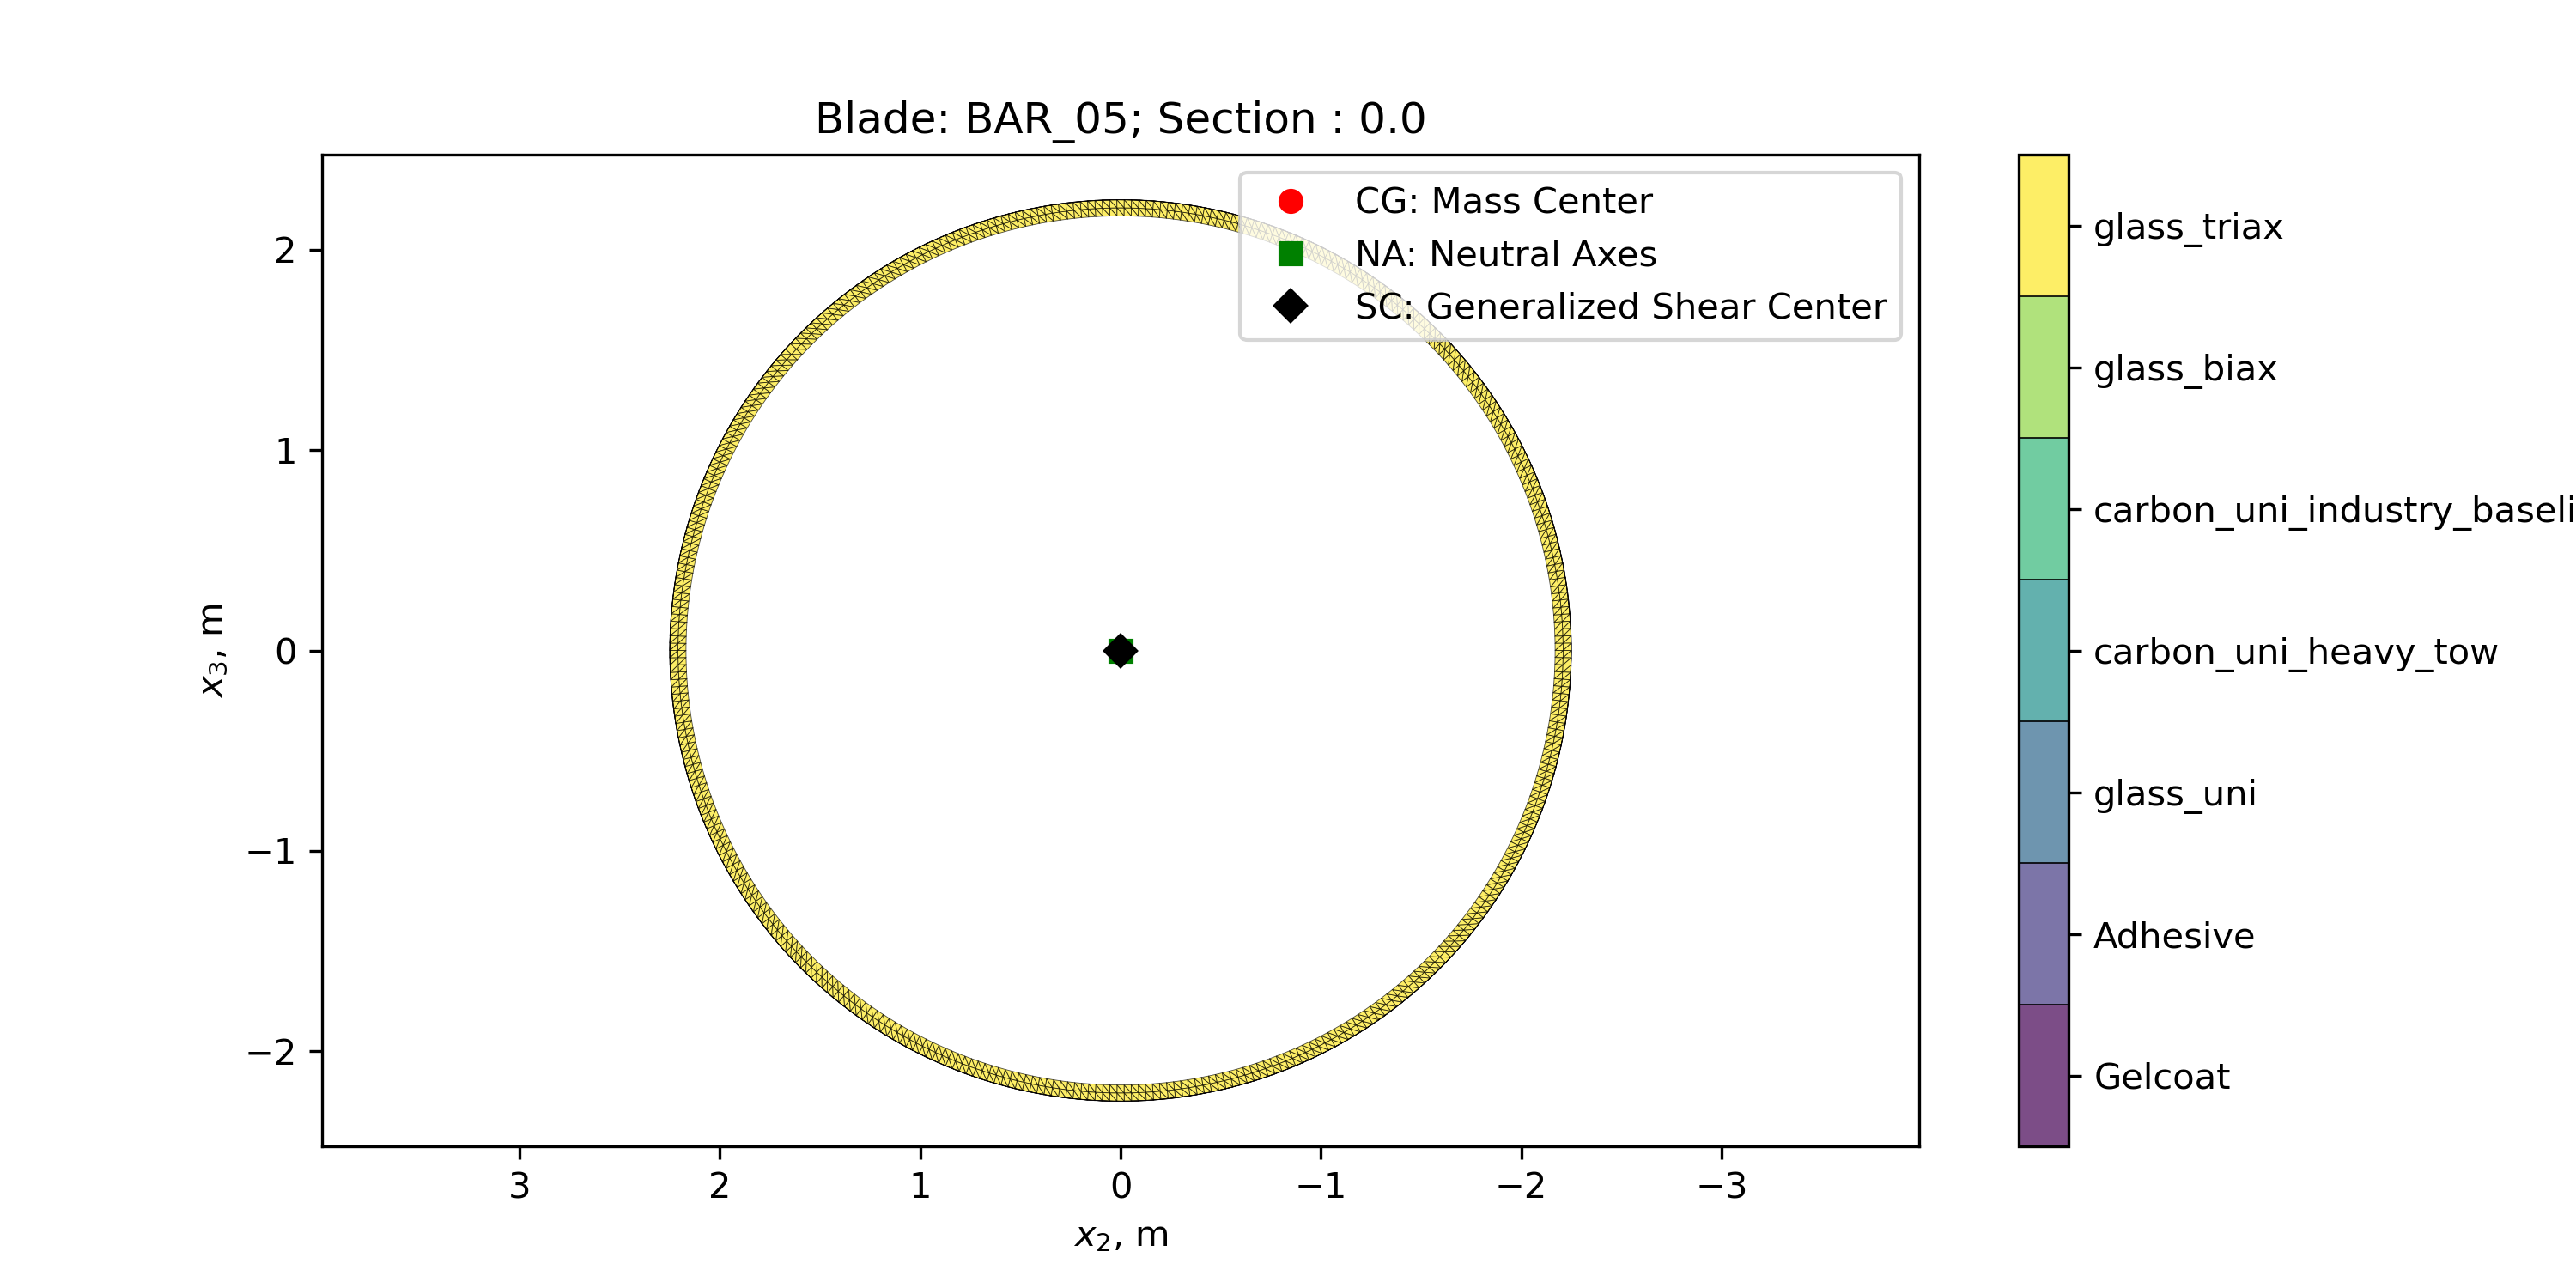 Blade: BAR_05; Section : 0.0
CG: Mass Center
NA: Neutral Axes
SC: Generalized Shear Center
2
1
0
−1
−2
x₃, m
3
2
1
0
−1
−2
−3
x₂, m
glass_triax
glass_biax
carbon_uni_industry_baseli
carbon_uni_heavy_tow
glass_uni
Adhesive
Gelcoat